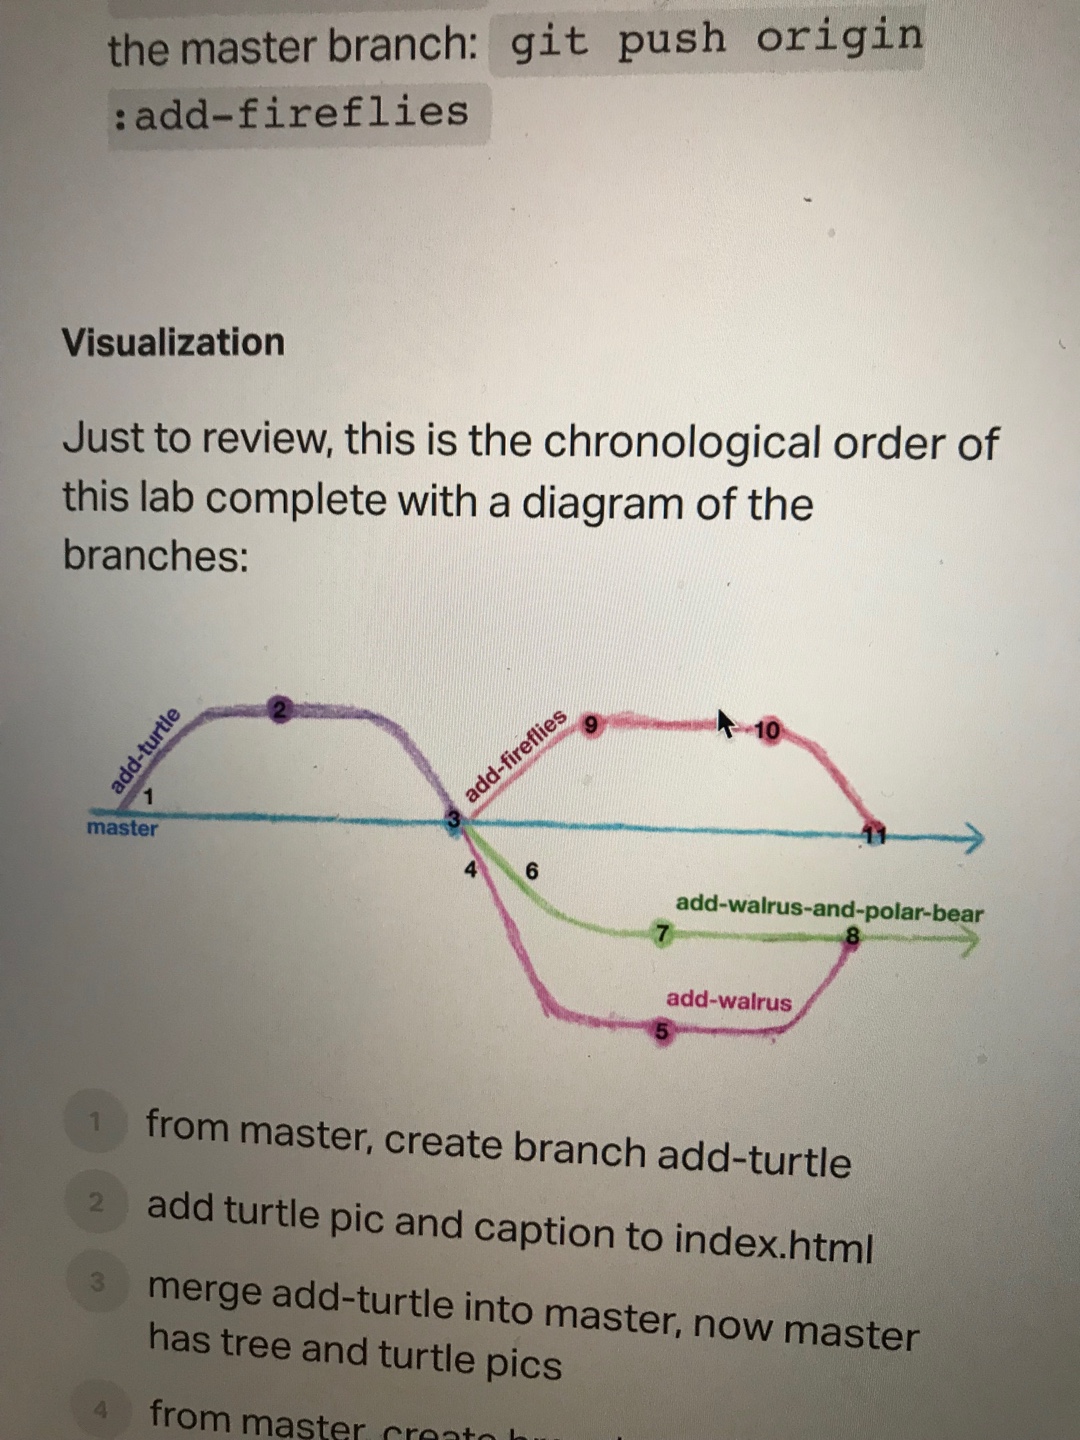 the master branch: git push origin
:add-fireflies
Visualization
Just to review, this is the chronological order of
this lab complete with a diagram of the
branches:
add-turtle
1
2
master
3
add-fireflies
9
10
11
4
6
add-walrus-and-polar-bear
7
8
add-walrus
5
1 from master, create branch add-turtle
2 add turtle pic and caption to index.html
3 merge add-turtle into master, now master
has tree and turtle pics
4 from master, create